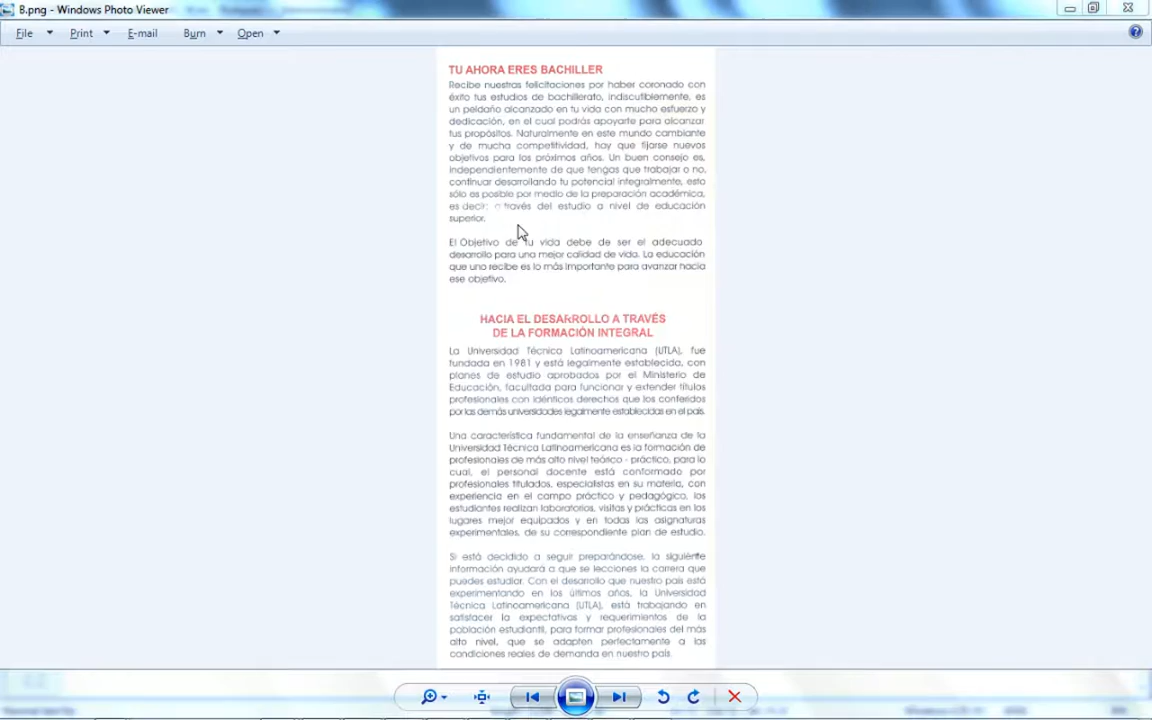 B.png - Windows Photo Viewer
File Print E-mail Burn Open
TU AHORA ERES BACHILLER
Recibe nuestras felicitaciones por haber coronado con
éxito tus estudios de bachillerato, indiscutiblemente, es
un peldaño alcanzado en tu vida con mucho esfuerzo y
dedicación, en el cual podrás apoyarte para alcanzar
tus propósitos. Naturalmente en este mundo cambiante
y de mucha competitividad, hay que fijarse nuevos
objetivos para los próximos años. Un buen consejo es,
independientemente de que tengas que trabajar o no,
continuar desarrollando tu potencial integralmente, esto
sólo es posible por medio de la preparación académica,
es decir: a través del estudio a nivel de educación
superior.
El Objetivo de tu vida debe de ser el adecuado
desarrollo para una mejor calidad de vida. La educación
que uno recibe es lo más importante para avanzar hacia
ese objetivo.
HACIA EL DESARROLLO A TRAVÉS
DE LA FORMACIÓN INTEGRAL
La Universidad Técnica Latinoamericana (UTLA), fue
fundada en 1981 y está legalmente establecida, con
planes de estudio aprobados por el Ministerio de
Educación, facultada para funcionar y extender títulos
profesionales con idénticos derechos que los conferidos
por las demás universidades legalmente establecidas en el país.
Una característica fundamental de la enseñanza de la
Universidad Técnica Latinoamericana es la formación de
profesionales de más alto nivel teórico - práctico, para lo
cual, el personal docente está conformado por
profesionales titulados, especialistas en su materia, con
experiencia en el campo práctico y pedagógico, los
estudiantes realizan laboratorios, visitas y prácticas en los
lugares mejor equipados y en todas las asignaturas
experimentales, de su correspondiente plan de estudio.
Si está decidido a seguir preparándose, la siguiente
información ayudará a que se lecciones la carrera que
puedes estudiar. Con el desarrollo que nuestro país está
experimentando en los últimos años, la Universidad
Técnica Latinoamericana (UTLA), está trabajando en
satisfacer la expectativas y requerimientos de la
población estudiantil, para formar profesionales del más
alto nivel, que se adapten perfectamente a las
condiciones reales de demanda en nuestro país.